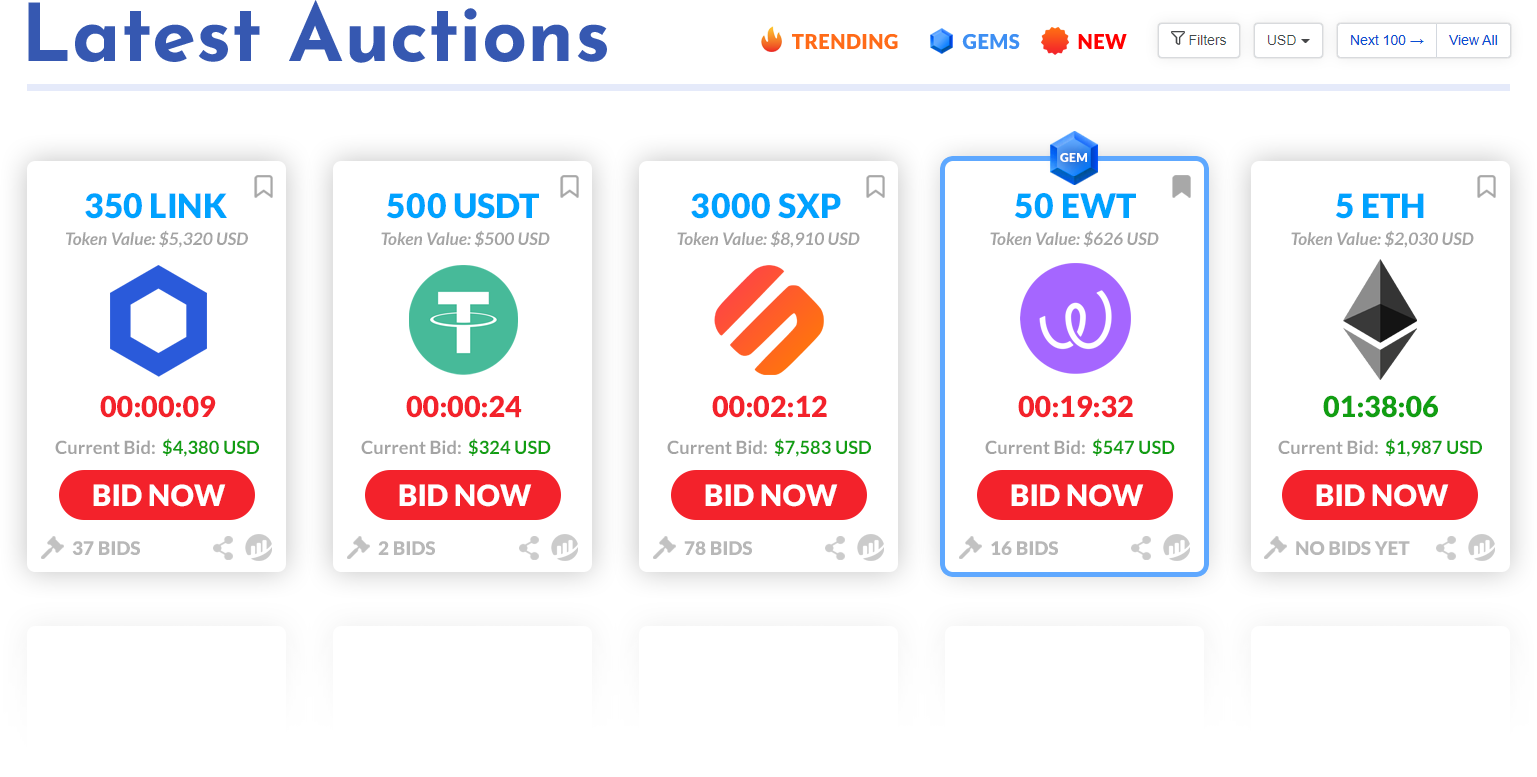 Latest Auctions
TRENDING
GEMS
NEW
Filters
USD
Next 100 →
View All
350 LINK
Token Value: $5,320 USD
00:00:09
Current Bid: $4,380 USD
BID NOW
37 BIDS
500 USDT
Token Value: $500 USD
00:00:24
Current Bid: $324 USD
BID NOW
2 BIDS
3000 SXP
Token Value: $8,910 USD
00:02:12
Current Bid: $7,583 USD
BID NOW
78 BIDS
GEM
50 EWT
Token Value: $626 USD
00:19:32
Current Bid: $547 USD
BID NOW
16 BIDS
5 ETH
Token Value: $2,030 USD
01:38:06
Current Bid: $1,987 USD
BID NOW
NO BIDS YET